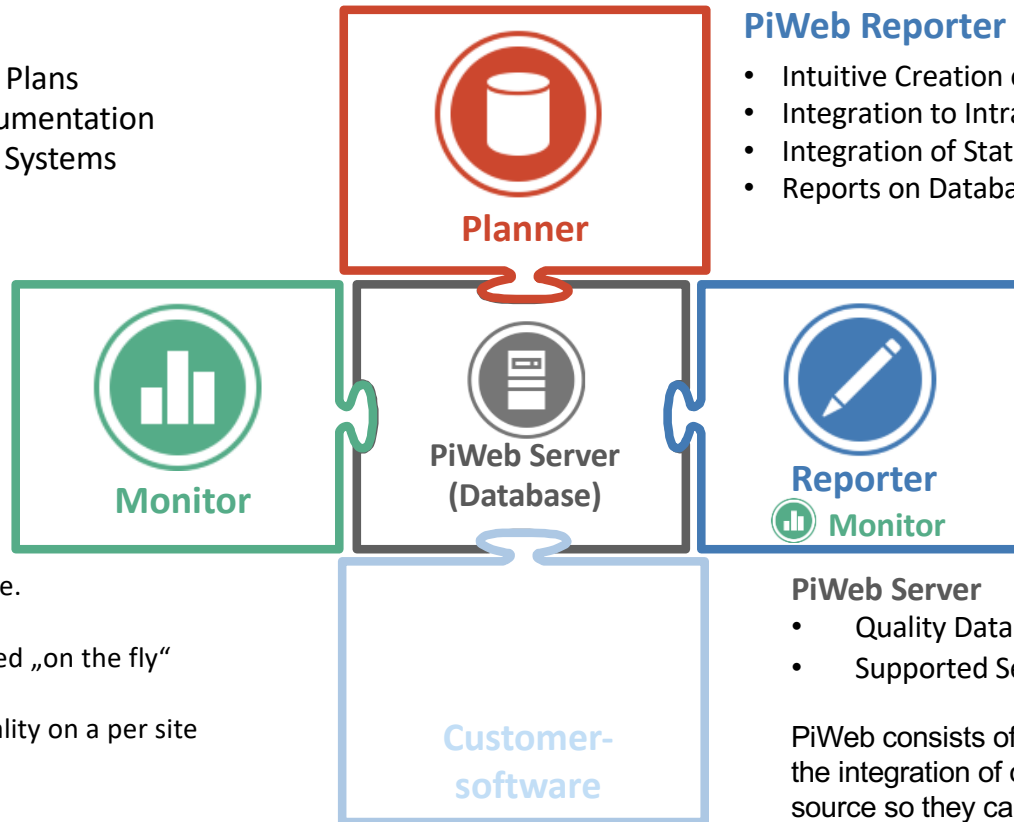 Plans
umentation
Systems
Planner
PiWeb Reporter
• Intuitive Creation
• Integration to Intra
• Integration of Stat
• Reports on Databa
Monitor
PiWeb Server
(Database)
Reporter
Monitor
e.
ed „on the fly“
lity on a per site
Customer-
software
PiWeb Server
• Quality Data
• Supported Se
PiWeb consists of
the integration of
source so they ca